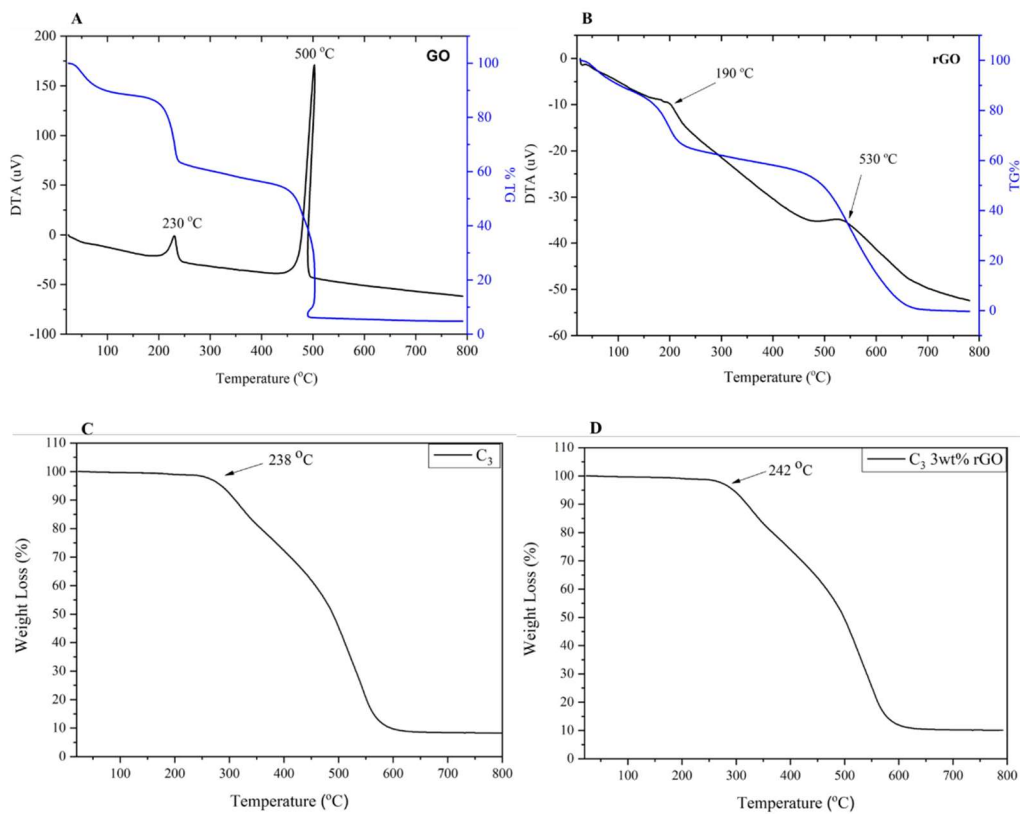 A
GO
500 °C
230 °C
200
150
100
50
0
-50
-100
DTA (uV)
100
80
60
40
20
0
% TG
100 200 300 400 500 600 700 800
Temperature (°C)
B
rGO
190 °C
530 °C
0
-10
-20
-30
-40
-50
-60
DTA (uV)
100
80
60
40
20
0
TG%
100 200 300 400 500 600 700 800
Temperature (°C)
C
C₃
238 °C
110
100
90
80
70
60
50
40
30
20
10
0
Weight Loss (%)
100 200 300 400 500 600 700 800
Temperature (°C)
D
C₃ 3wt% rGO
242 °C
110
100
90
80
70
60
50
40
30
20
10
0
Weight Loss (%)
100 200 300 400 500 600 700 800
Temperature (°C)